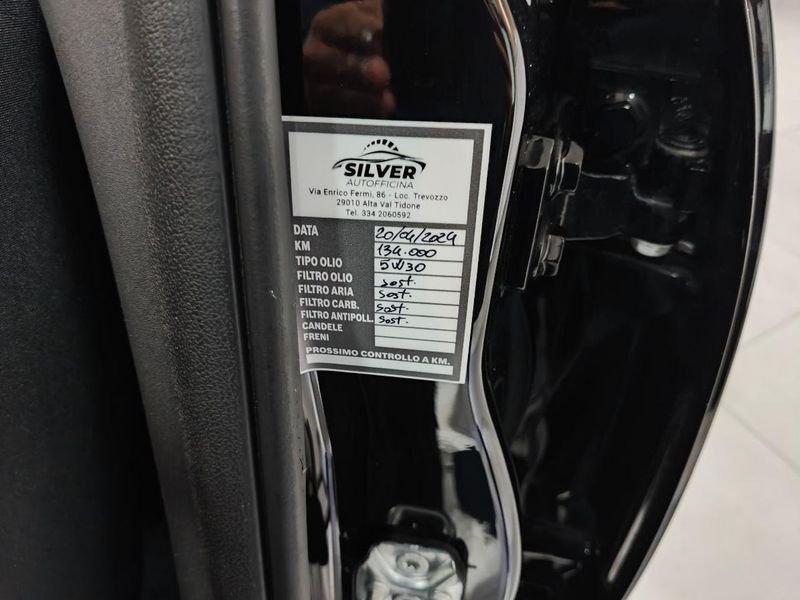 SILVER
AUTOFFICINA
Via Enrico Fermi, 86 - Loc. Trevozzo
29010 Alta Val Tidone
Tel. 334 2060592
DATA 20/04/2024
KM 134.000
TIPO OLIO 5W30
FILTRO OLIO sost.
FILTRO ARIA sost.
FILTRO CARB. sost.
FILTRO ANTIPOLL. sost.
CANDELE
FRENI
PROSSIMO CONTROLLO A KM.